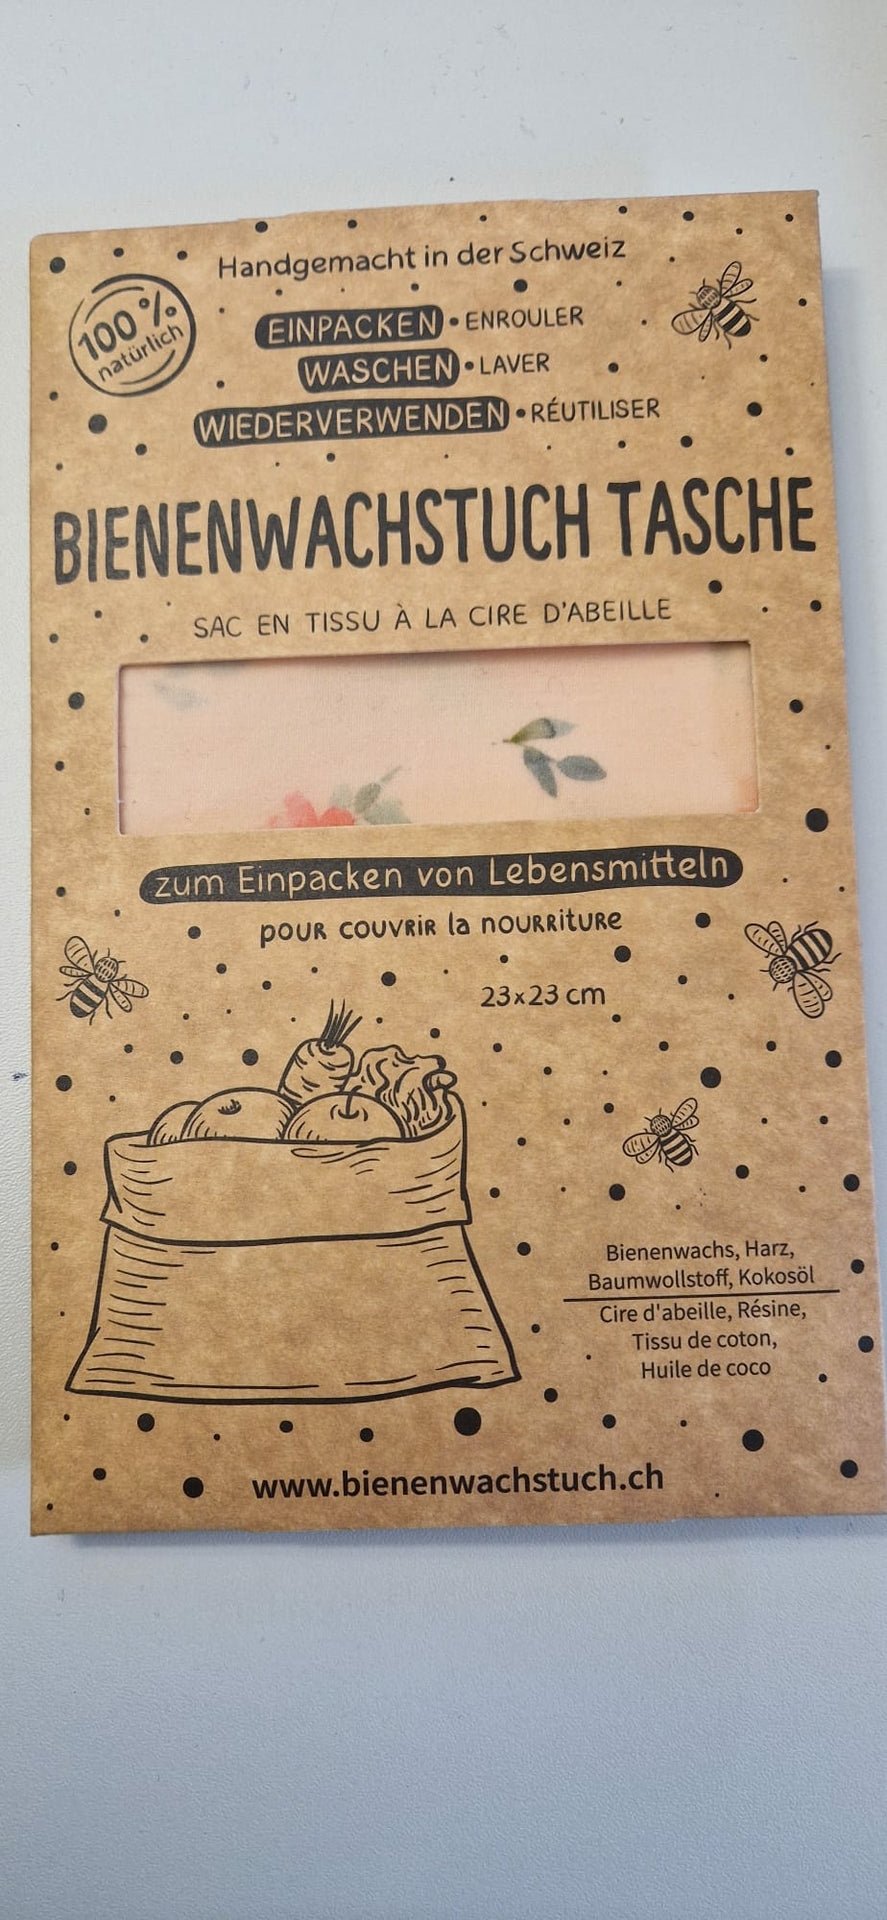 Handgemacht in der Schweiz
100 %
natürlich
EINPACKEN • ENROULER
WASCHEN • LAVER
WIEDERVERWENDEN • RÉUTILISER
BIENENWACHSTUCH TASCHE
SAC EN TISSU À LA CIRE D'ABEILLE
zum Einpacken von Lebensmitteln
pour couvrir la nourriture
23x23 cm
Bienenwachs, Harz,
Baumwollstoff, Kokosöl
Cire d'abeille, Résine,
Tissu de coton,
Huile de coco
www.bienenwachstuch.ch